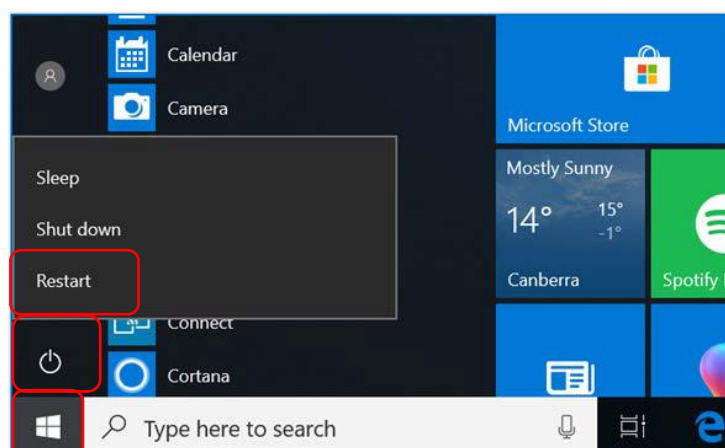 Calendar
Camera
Sleep
Shut down
Restart
Connect
Cortana
Type here to search
Microsoft Store
Mostly Sunny
14° 15°
-1°
Canberra
Spotify